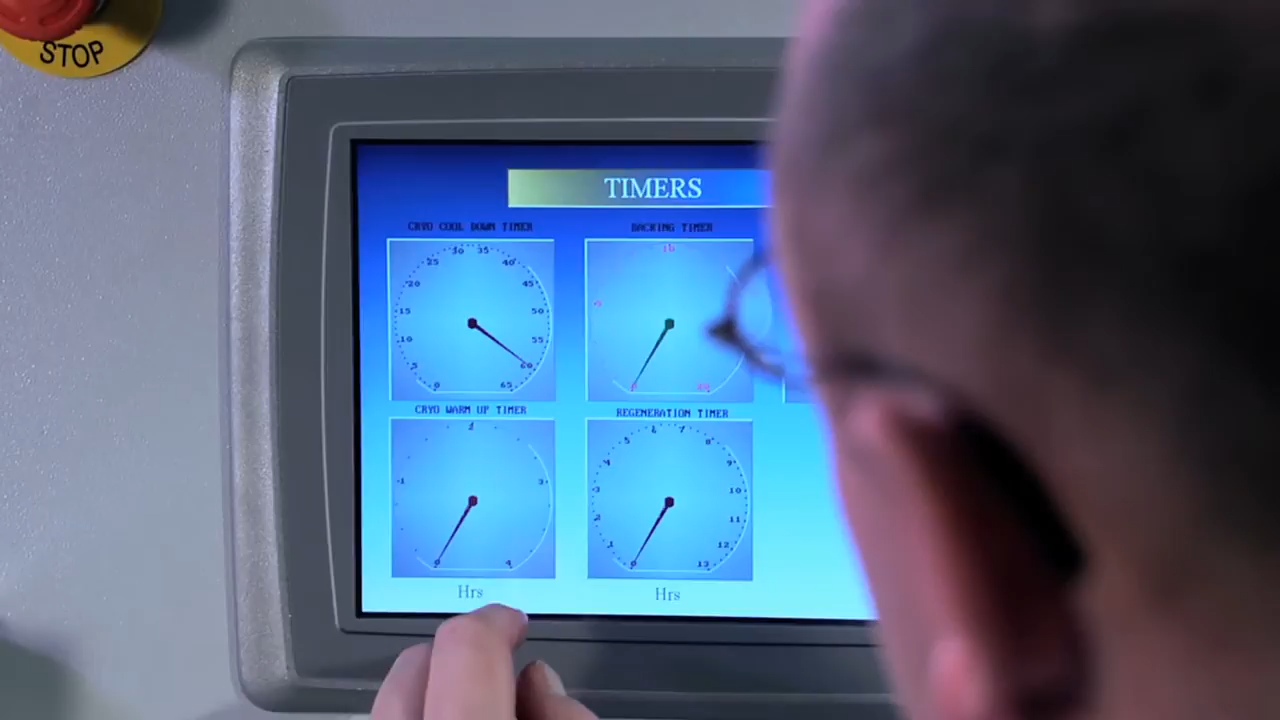 STOP
TIMERS
CRYO COOL DOWN TIMER
BACKING TIMER
30 35
25 40
20 45
15 50
10 55
5 60
0 65
CRYO WARM UP TIMER
REGENERATION TIMER
2
1 3
0 4
6 7
5 8
4 9
3 10
2 11
1 12
0 13
Hrs
Hrs